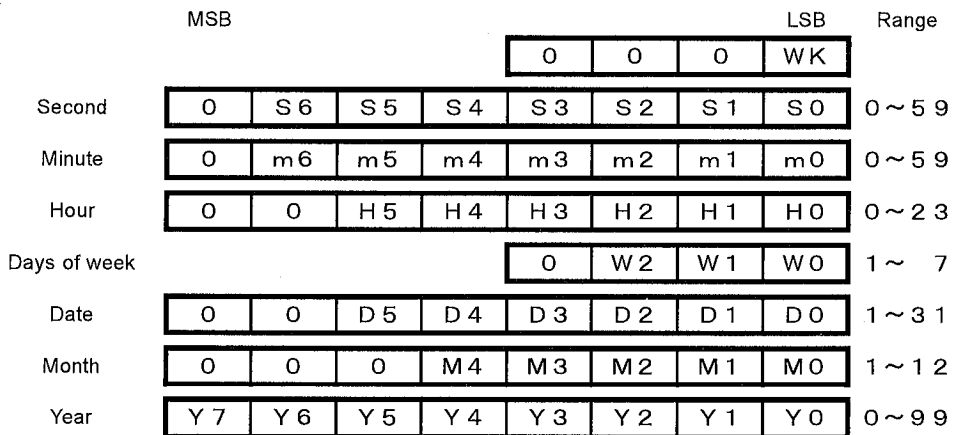 MSB LSB Range
0 0 0 WK
Second 0 S6 S5 S4 S3 S2 S1 S0 0~59
Minute 0 m6 m5 m4 m3 m2 m1 m0 0~59
Hour 0 0 H5 H4 H3 H2 H1 H0 0~23
Days of week 0 W2 W1 W0 1~ 7
Date 0 0 D5 D4 D3 D2 D1 D0 1~31
Month 0 0 0 M4 M3 M2 M1 M0 1~12
Year Y7 Y6 Y5 Y4 Y3 Y2 Y1 Y0 0~99